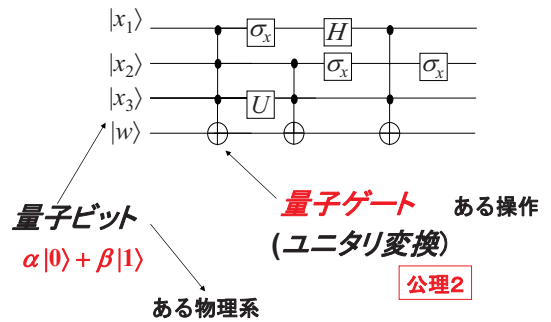 |x₁⟩ σₓ H
|x₂⟩ σₓ σₓ
|x₃⟩ U
|w⟩
量子ビット
α|0⟩ + β|1⟩
ある物理系
量子ゲート ある操作
(ユニタリ変換)
公理2